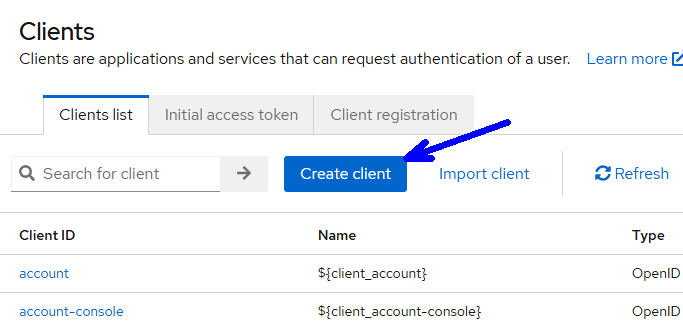 Clients
Clients are applications and services that can request authentication of a user. Learn more
Clients list Initial access token Client registration
Search for client Create client Import client Refresh
Client ID Name Type
account ${client_account} OpenID
account-console ${client_account-console} OpenID